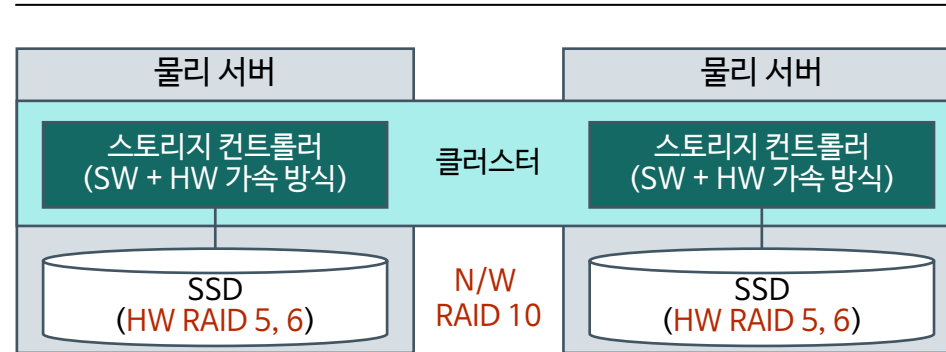 물리 서버
물리 서버
스토리지 컨트롤러
(SW + HW 가속 방식)
클러스터
스토리지 컨트롤러
(SW + HW 가속 방식)
SSD
(HW RAID 5, 6)
N/W
RAID 10
SSD
(HW RAID 5, 6)